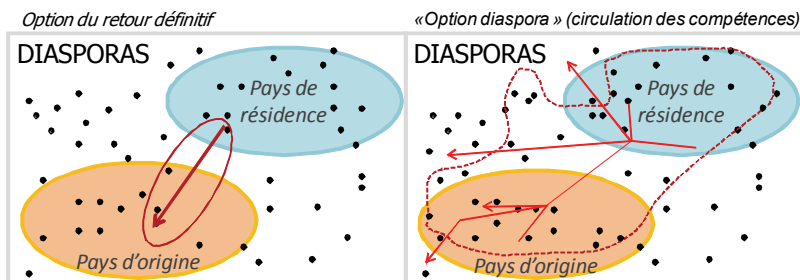 Option du retour définitif
«Option diaspora » (circulation des compétences)
DIASPORAS
Pays de
résidence
Pays d’origine
DIASPORAS
Pays de
résidence
Pays d’origine